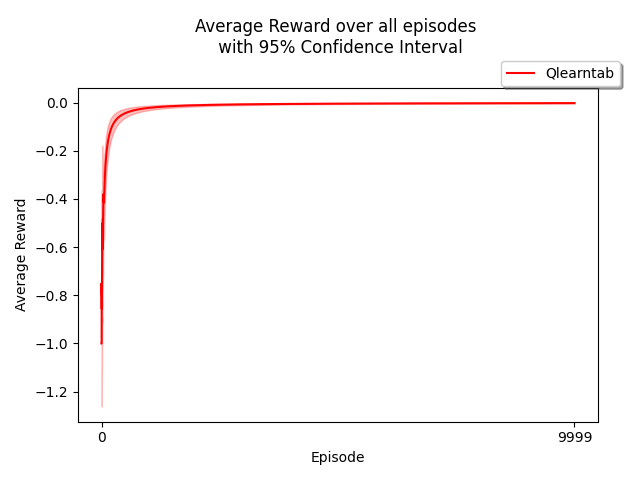 Average Reward over all episodes
with 95% Confidence Interval
Qlearntab
0.0
−0.2
−0.4
−0.6
−0.8
−1.0
−1.2
Average Reward
0
9999
Episode